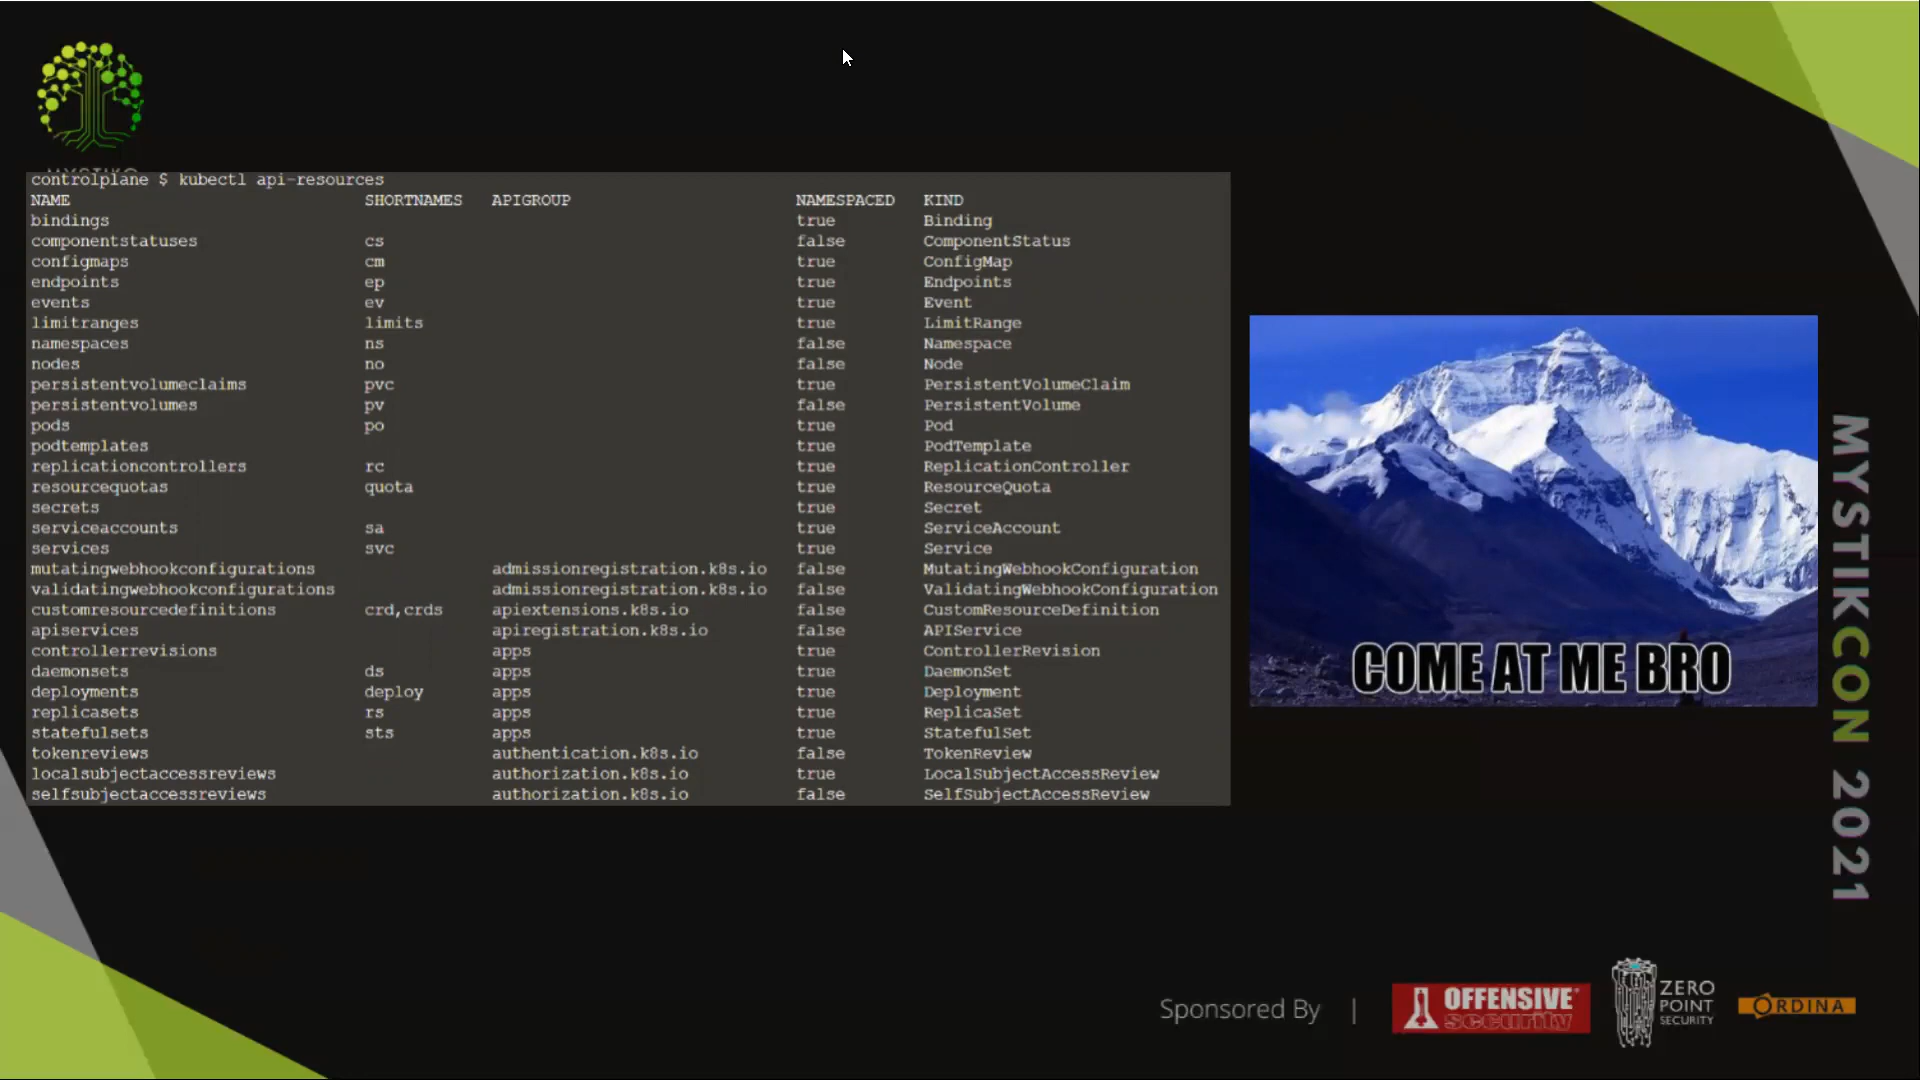 MYSTIKO
controlplane $ kubectl api-resources
NAME SHORTNAMES APIGROUP NAMESPACED KIND
bindings true Binding
componentstatuses cs false ComponentStatus
configmaps cm true ConfigMap
endpoints ep true Endpoints
events ev true Event
limitranges limits true LimitRange
namespaces ns false Namespace
nodes no false Node
persistentvolumeclaims pvc true PersistentVolumeClaim
persistentvolumes pv false PersistentVolume
pods po true Pod
podtemplates true PodTemplate
replicationcontrollers rc true ReplicationController
resourcequotas quota true ResourceQuota
secrets true Secret
serviceaccounts sa true ServiceAccount
services svc true Service
mutatingwebhookconfigurations admissionregistration.k8s.io false MutatingWebhookConfiguration
validatingwebhookconfigurations admissionregistration.k8s.io false ValidatingWebhookConfiguration
customresourcedefinitions crd,crds apiextensions.k8s.io false CustomResourceDefinition
apiservices apiregistration.k8s.io false APIService
controllerrevisions apps true ControllerRevision
daemonsets ds apps true DaemonSet
deployments deploy apps true Deployment
replicasets rs apps true ReplicaSet
statefulsets sts apps true StatefulSet
tokenreviews authentication.k8s.io false TokenReview
localsubjectaccessreviews authorization.k8s.io true LocalSubjectAccessReview
selfsubjectaccessreviews authorization.k8s.io false SelfSubjectAccessReview
COME AT ME BRO
MYSTIKCON 2021
Sponsored By |
OFFENSIVE
security
ZERO
POINT
SECURITY
ORDINA